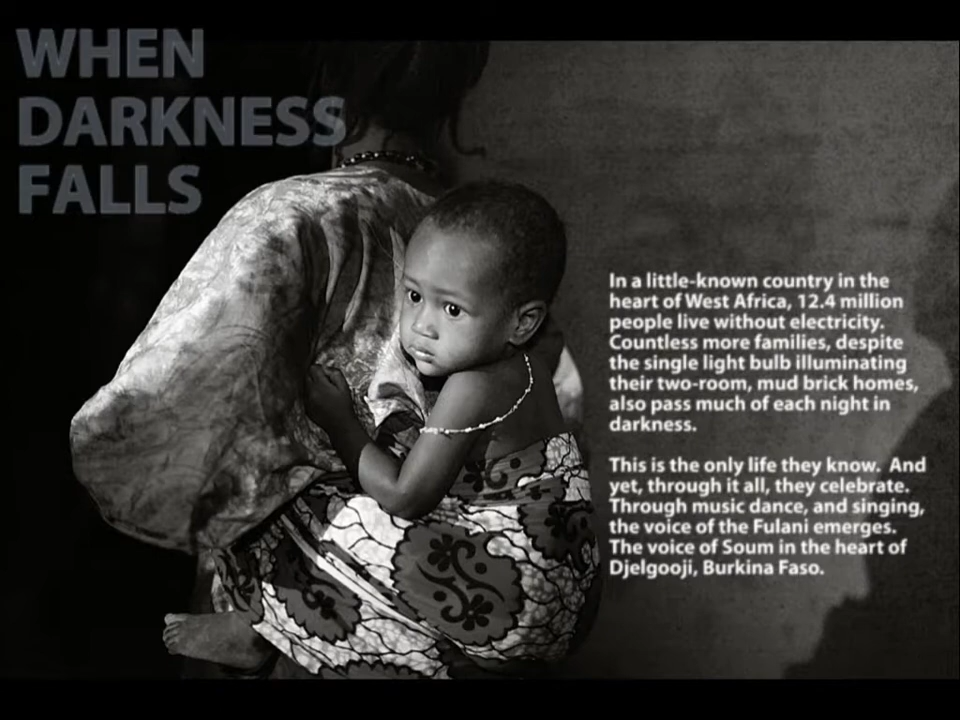 WHEN
DARKNESS
FALLS
In a little-known country in the
heart of West Africa, 12.4 million
people live without electricity.
Countless more families, despite
the single light bulb illuminating
their two-room, mud brick homes,
also pass much of each night in
darkness.
This is the only life they know.  And
yet, through it all, they celebrate.
Through music dance, and singing,
the voice of the Fulani emerges.
The voice of Soum in the heart of
Djelgooji, Burkina Faso.